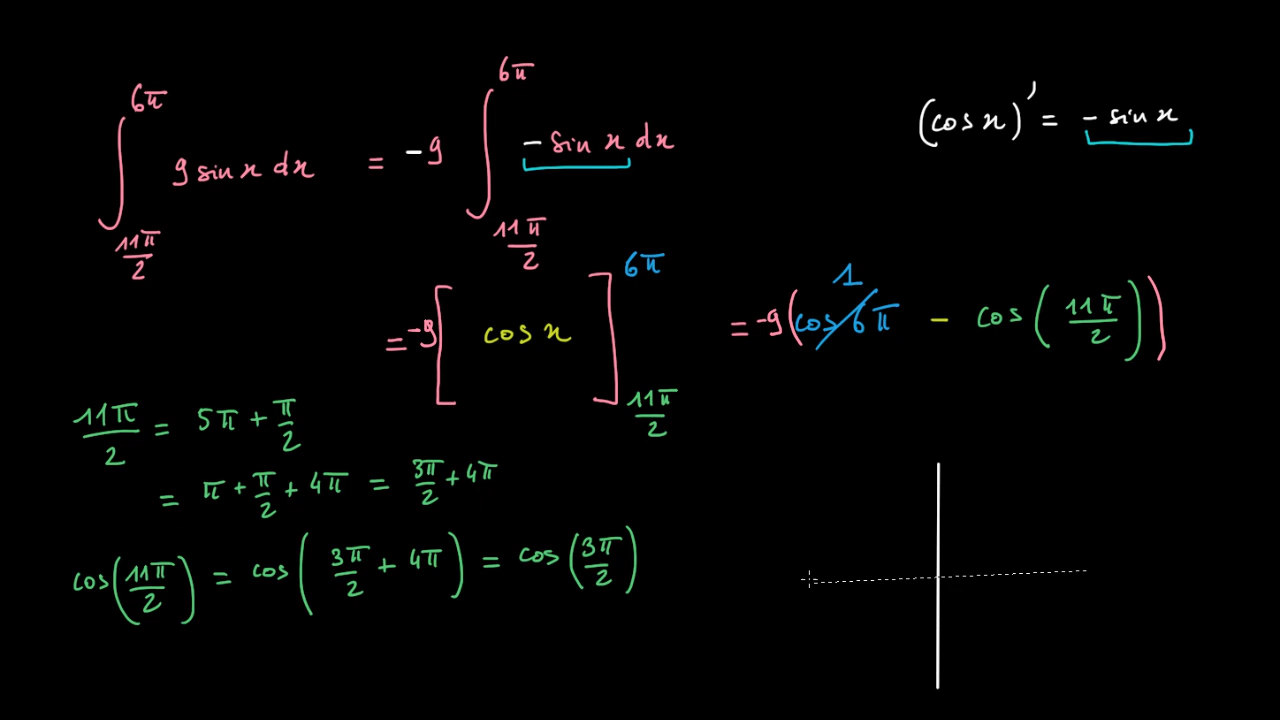 ∫_{11π/2}^{6π} 9 sin x dx = -9 ∫_{11π/2}^{6π} -sin x dx
(cos x)' = -sin x
= -9 [cos x]_{11π/2}^{6π} = -9(cos 6π - cos(11π/2))
1
11π/2 = 5π + π/2
= π + π/2 + 4π = 3π/2 + 4π
cos(11π/2) = cos(3π/2 + 4π) = cos(3π/2)